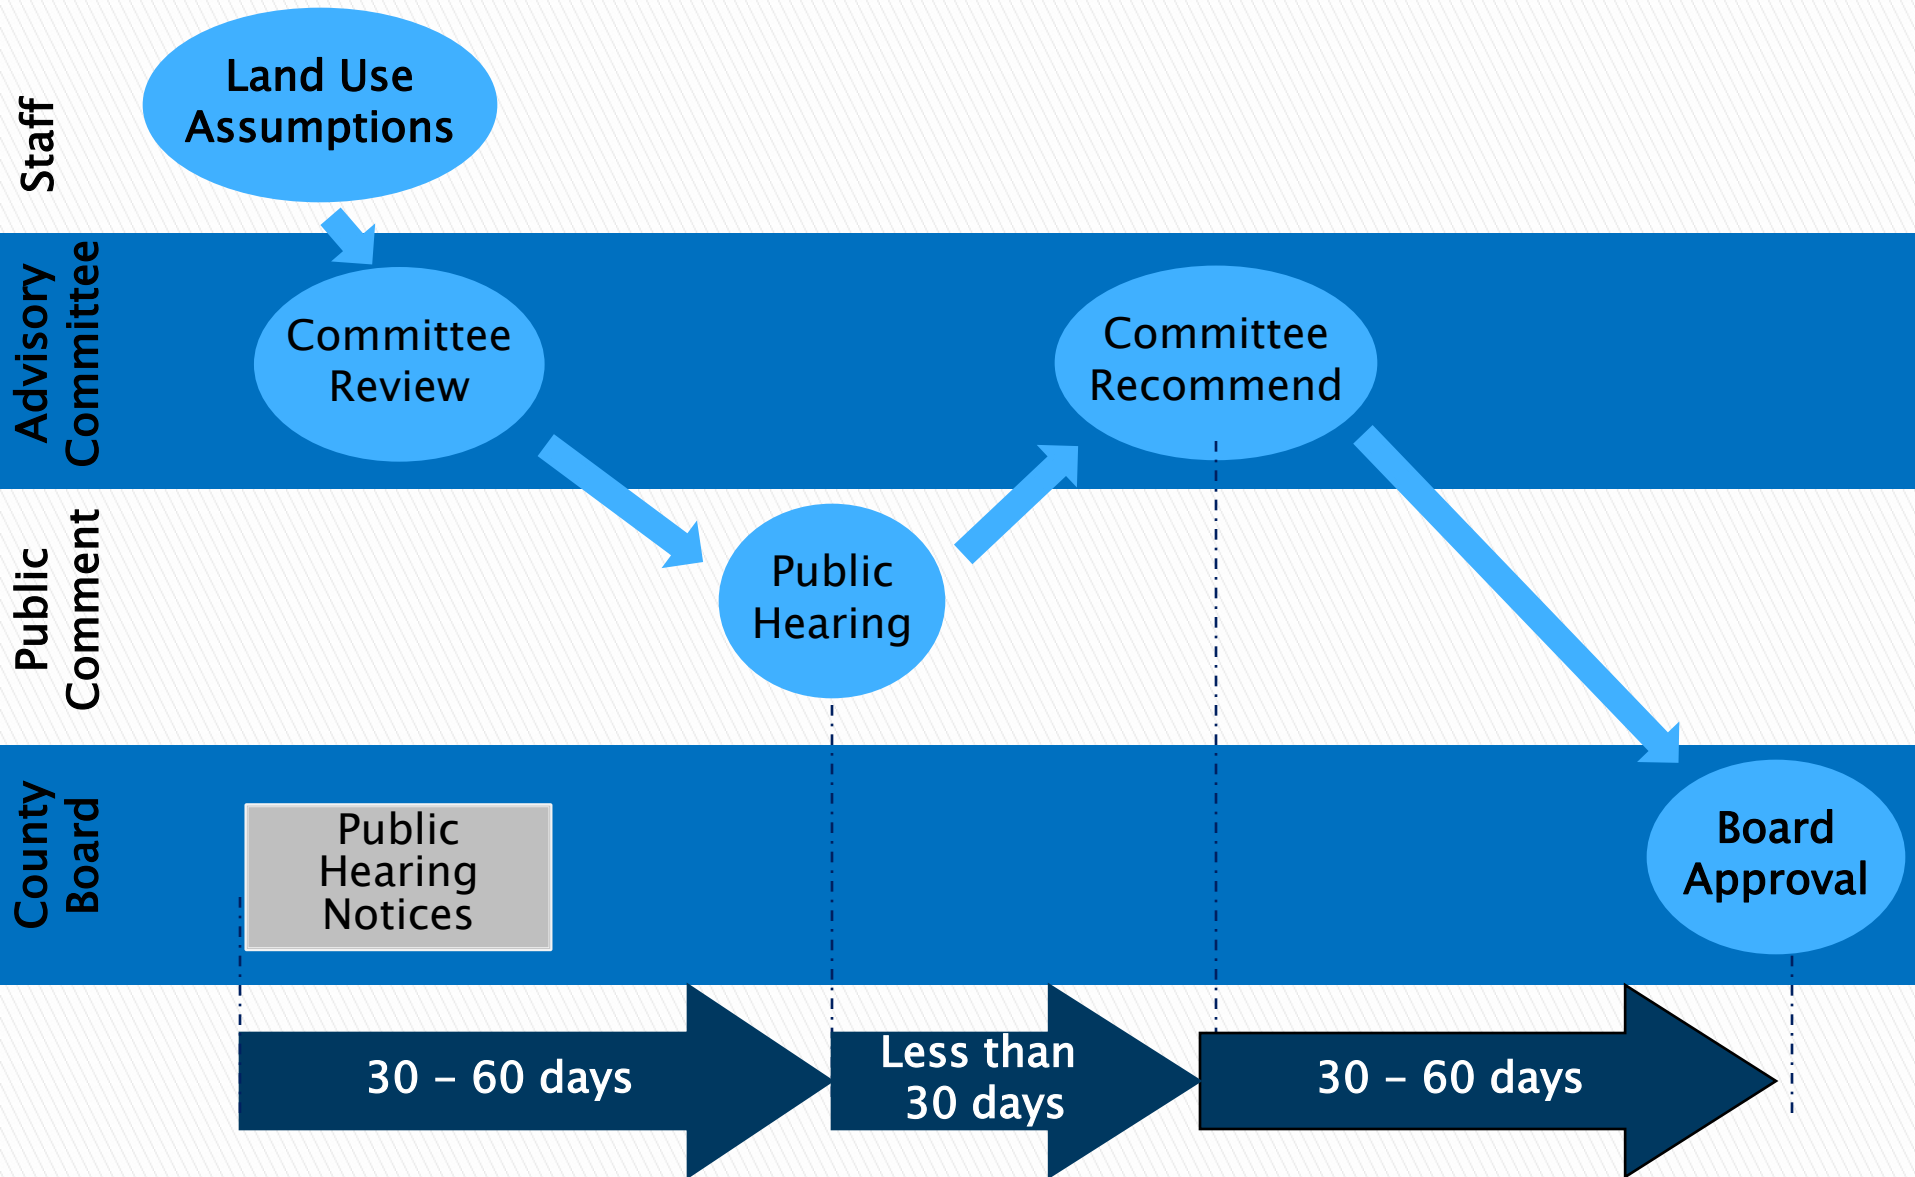 Staff
Land Use
Assumptions
Advisory
Committee
Committee
Review
Committee
Recommend
Public
Comment
Public
Hearing
County
Board
Public
Hearing
Notices
Board
Approval
30 – 60 days
Less than
30 days
30 – 60 days